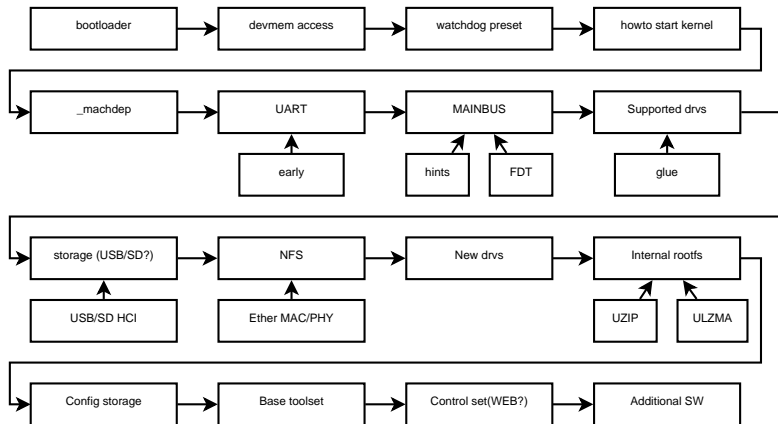 bootloader
devmem access
watchdog preset
howto start kernel
_machdep
UART
MAINBUS
Supported drvs
early
hints
FDT
glue
storage (USB/SD?)
NFS
New drvs
Internal rootfs
USB/SD HCI
Ether MAC/PHY
UZIP
ULZMA
Config storage
Base toolset
Control set(WEB?)
Additional SW